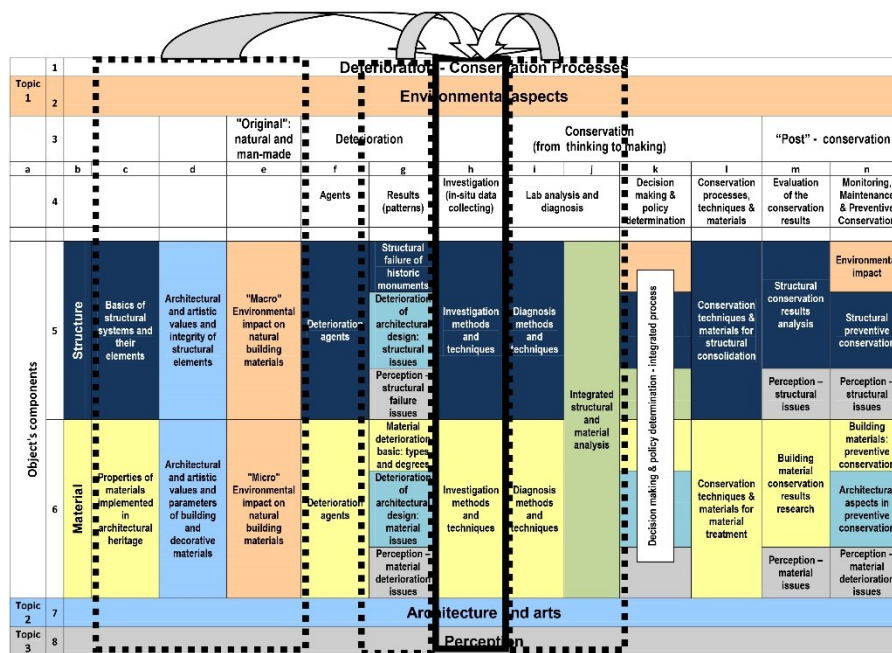 1
Deterioration - Conservation Processes
Topic
1
2
Environmental aspects
3
"Original":
natural and
man-made
Deterioration
Conservation
(from thinking to making)
"Post" - conservation
a
b
c
d
e
f
g
h
i
j
k
l
m
n
4
Agents
Results
(patterns)
Investigation
(in-situ data
collecting)
Lab analysis and
diagnosis
Decision
making &
policy
determination
Conservation
processes,
techniques &
materials
Evaluation
of the
conservation
results
Monitoring,
Maintenance
& Preventive
Conservation
Object's components
5
Structure
Basics of
structural
systems and
their
elements
Architectural
and artistic
values and
integrity of
structural
elements
"Macro"
Environmental
impact on
natural
building
materials
Deterioration
agents
Structural
failure of
historic
monuments
Deterioration
of
architectural
design:
structural
issues
Perception –
structural
failure
issues
Investigation
methods
and
techniques
Diagnosis
methods
and
techniques
Integrated
structural
and
material
analysis
Decision making & policy determination - integrated process
Conservation
techniques &
materials for
structural
consolidation
Structural
conservation
results
analysis
Perception –
structural
issues
Environmental
impact
Structural
preventive
conservation
Perception –
structural
issues
6
Material
Properties of
materials
implemented
in
architectural
heritage
Architectural
and artistic
values and
parameters
of building
and
decorative
materials
"Micro"
Environmental
impact on
natural
building
materials
Deterioration
agents
Material
deterioration
basic: types
and degrees
Deterioration
of
architectural
design:
material
issues
Perception –
material
deterioration
issues
Investigation
methods
and
techniques
Diagnosis
methods
and
techniques
Conservation
techniques &
materials for
material
treatment
Building
material
conservation
results
research
Perception –
material
issues
Building
materials:
preventive
conservation
Architectural
aspects in
preventive
conservation
Perception –
material
deterioration
issues
Topic
2
7
Architecture and arts
Topic
3
8
Perception